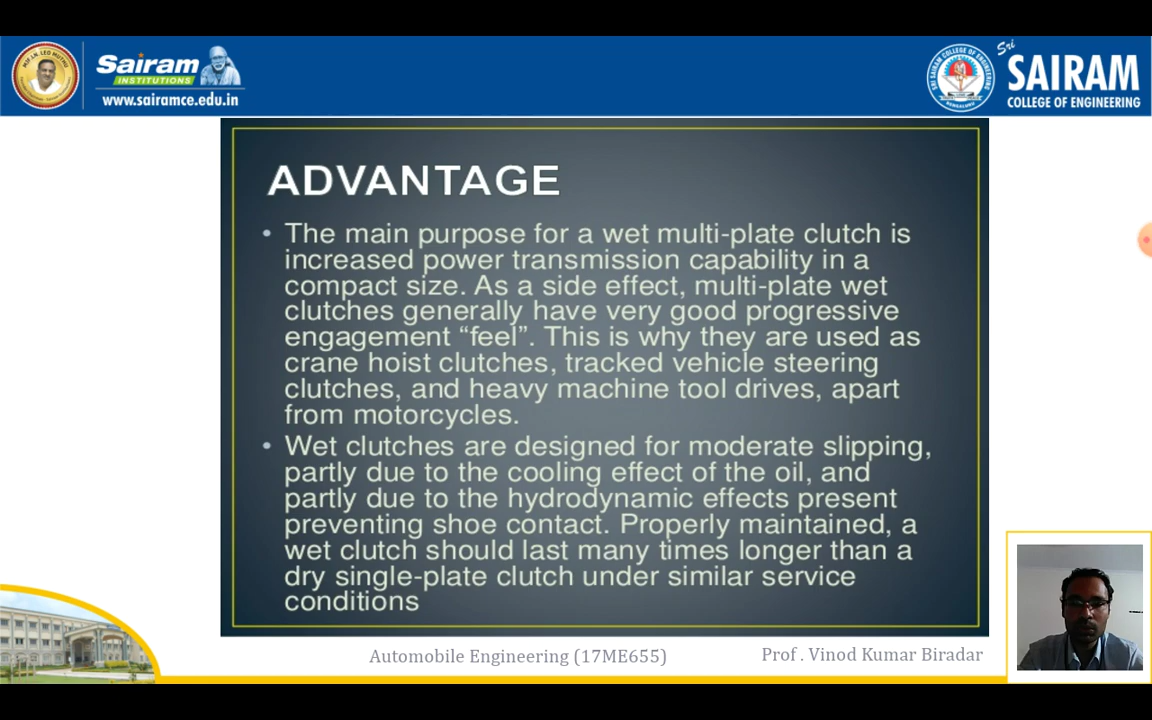 Sairam
INSTITUTIONS
www.sairamce.edu.in
Sri
SAIRAM
COLLEGE OF ENGINEERING
ADVANTAGE
• The main purpose for a wet multi-plate clutch is
increased power transmission capability in a
compact size. As a side effect, multi-plate wet
clutches generally have very good progressive
engagement “feel”. This is why they are used as
crane hoist clutches, tracked vehicle steering
clutches, and heavy machine tool drives, apart
from motorcycles.
• Wet clutches are designed for moderate slipping,
partly due to the cooling effect of the oil, and
partly due to the hydrodynamic effects present
preventing shoe contact. Properly maintained, a
wet clutch should last many times longer than a
dry single-plate clutch under similar service
conditions
Automobile Engineering (17ME655)
Prof . Vinod Kumar Biradar